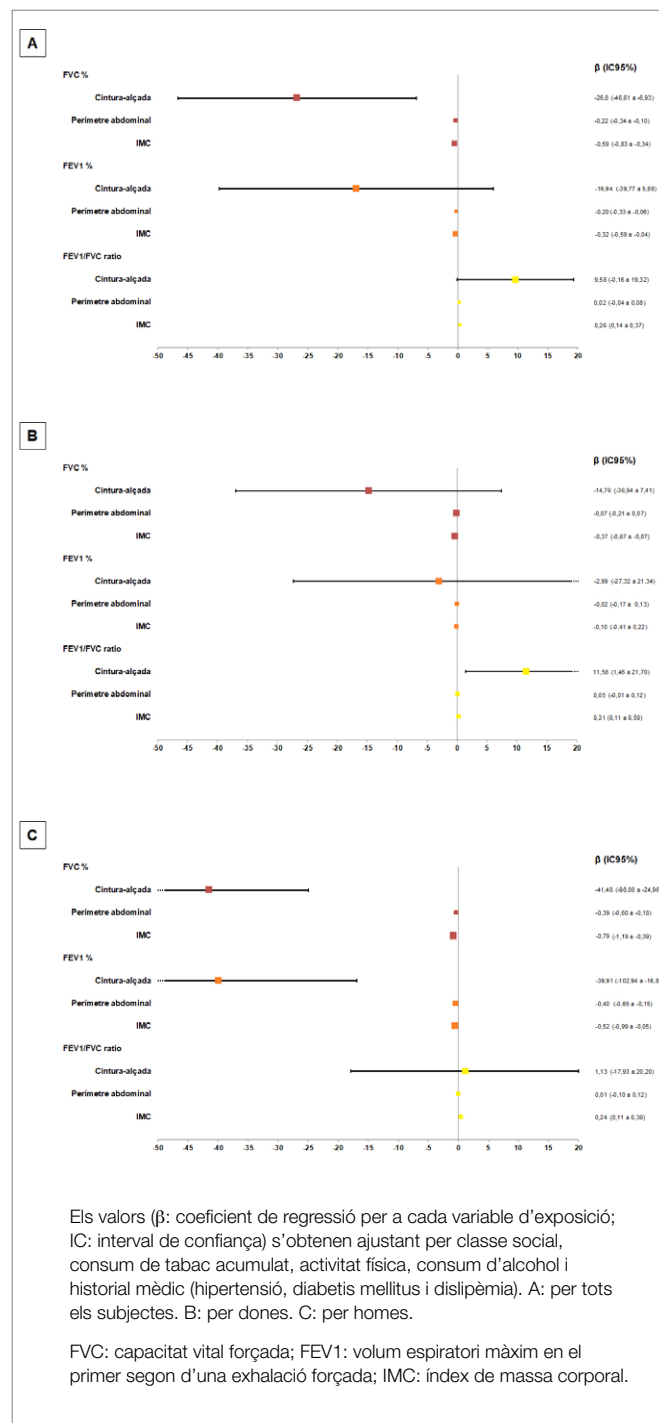 A
β (IC95%)
FVC %
Cintura-alçada -26,8 (-46,61 a -6,93)
Perímetre abdominal -0,22 (-0,34 a -0,10)
IMC -0,59 (-0,83 a -0,34)
FEV1 %
Cintura-alçada -16,94 (-39,77 a 5,88)
Perímetre abdominal -0,20 (-0,33 a -0,06)
IMC -0,32 (-0,59 a -0,04)
FEV1/FVC ratio
Cintura-alçada 9,58 (-0,16 a 19,32)
Perímetre abdominal 0,02 (-0,04 a 0,08)
IMC 0,26 (0,14 a 0,37)
-50 -45 -40 -35 -30 -25 -20 -15 -10 -5 0 5 10 15 20
B
β (IC95%)
FVC %
Cintura-alçada -14,76 (-36,94 a 7,41)
Perímetre abdominal -0,07 (-0,21 a 0,07)
IMC -0,37 (-0,67 a -0,07)
FEV1 %
Cintura-alçada -2,99 (-27,32 a 21,34)
Perímetre abdominal -0,02 (-0,17 a 0,13)
IMC -0,10 (-0,41 a 0,22)
FEV1/FVC ratio
Cintura-alçada 11,58 (1,46 a 21,70)
Perímetre abdominal 0,05 (-0,01 a 0,12)
IMC 0,31 (0,11 a 0,50)
-50 -45 -40 -35 -30 -25 -20 -15 -10 -5 0 5 10 15 20
C
β (IC95%)
FVC %
Cintura-alçada -41,48 (-98,00 a -24,96
Perímetre abdominal -0,39 (-0,60 a -0,18)
IMC -0,79 (-1,19 a -0,39)
FEV1 %
Cintura-alçada -39,91 (-102,94 a -16,8
Perímetre abdominal -0,40 (-0,65 a -0,15)
IMC -0,52 (-0,99 a -0,05)
FEV1/FVC ratio
Cintura-alçada 1,13 (-17,93 a 20,20)
Perímetre abdominal 0,01 (-0,10 a 0,12)
IMC 0,24 (0,11 a 0,38)
-50 -45 -40 -35 -30 -25 -20 -15 -10 -5 0 5 10 15 20
Els valors (β: coeficient de regressió per a cada variable d’exposició;
IC: interval de confiança) s’obtenen ajustant per classe social,
consum de tabac acumulat, activitat física, consum d’alcohol i
historial mèdic (hipertensió, diabetis mellitus i dislipèmia). A: per tots
els subjectes. B: per dones. C: per homes.
FVC: capacitat vital forçada; FEV1: volum espiratori màxim en el
primer segon d’una exhalació forçada; IMC: índex de massa corporal.